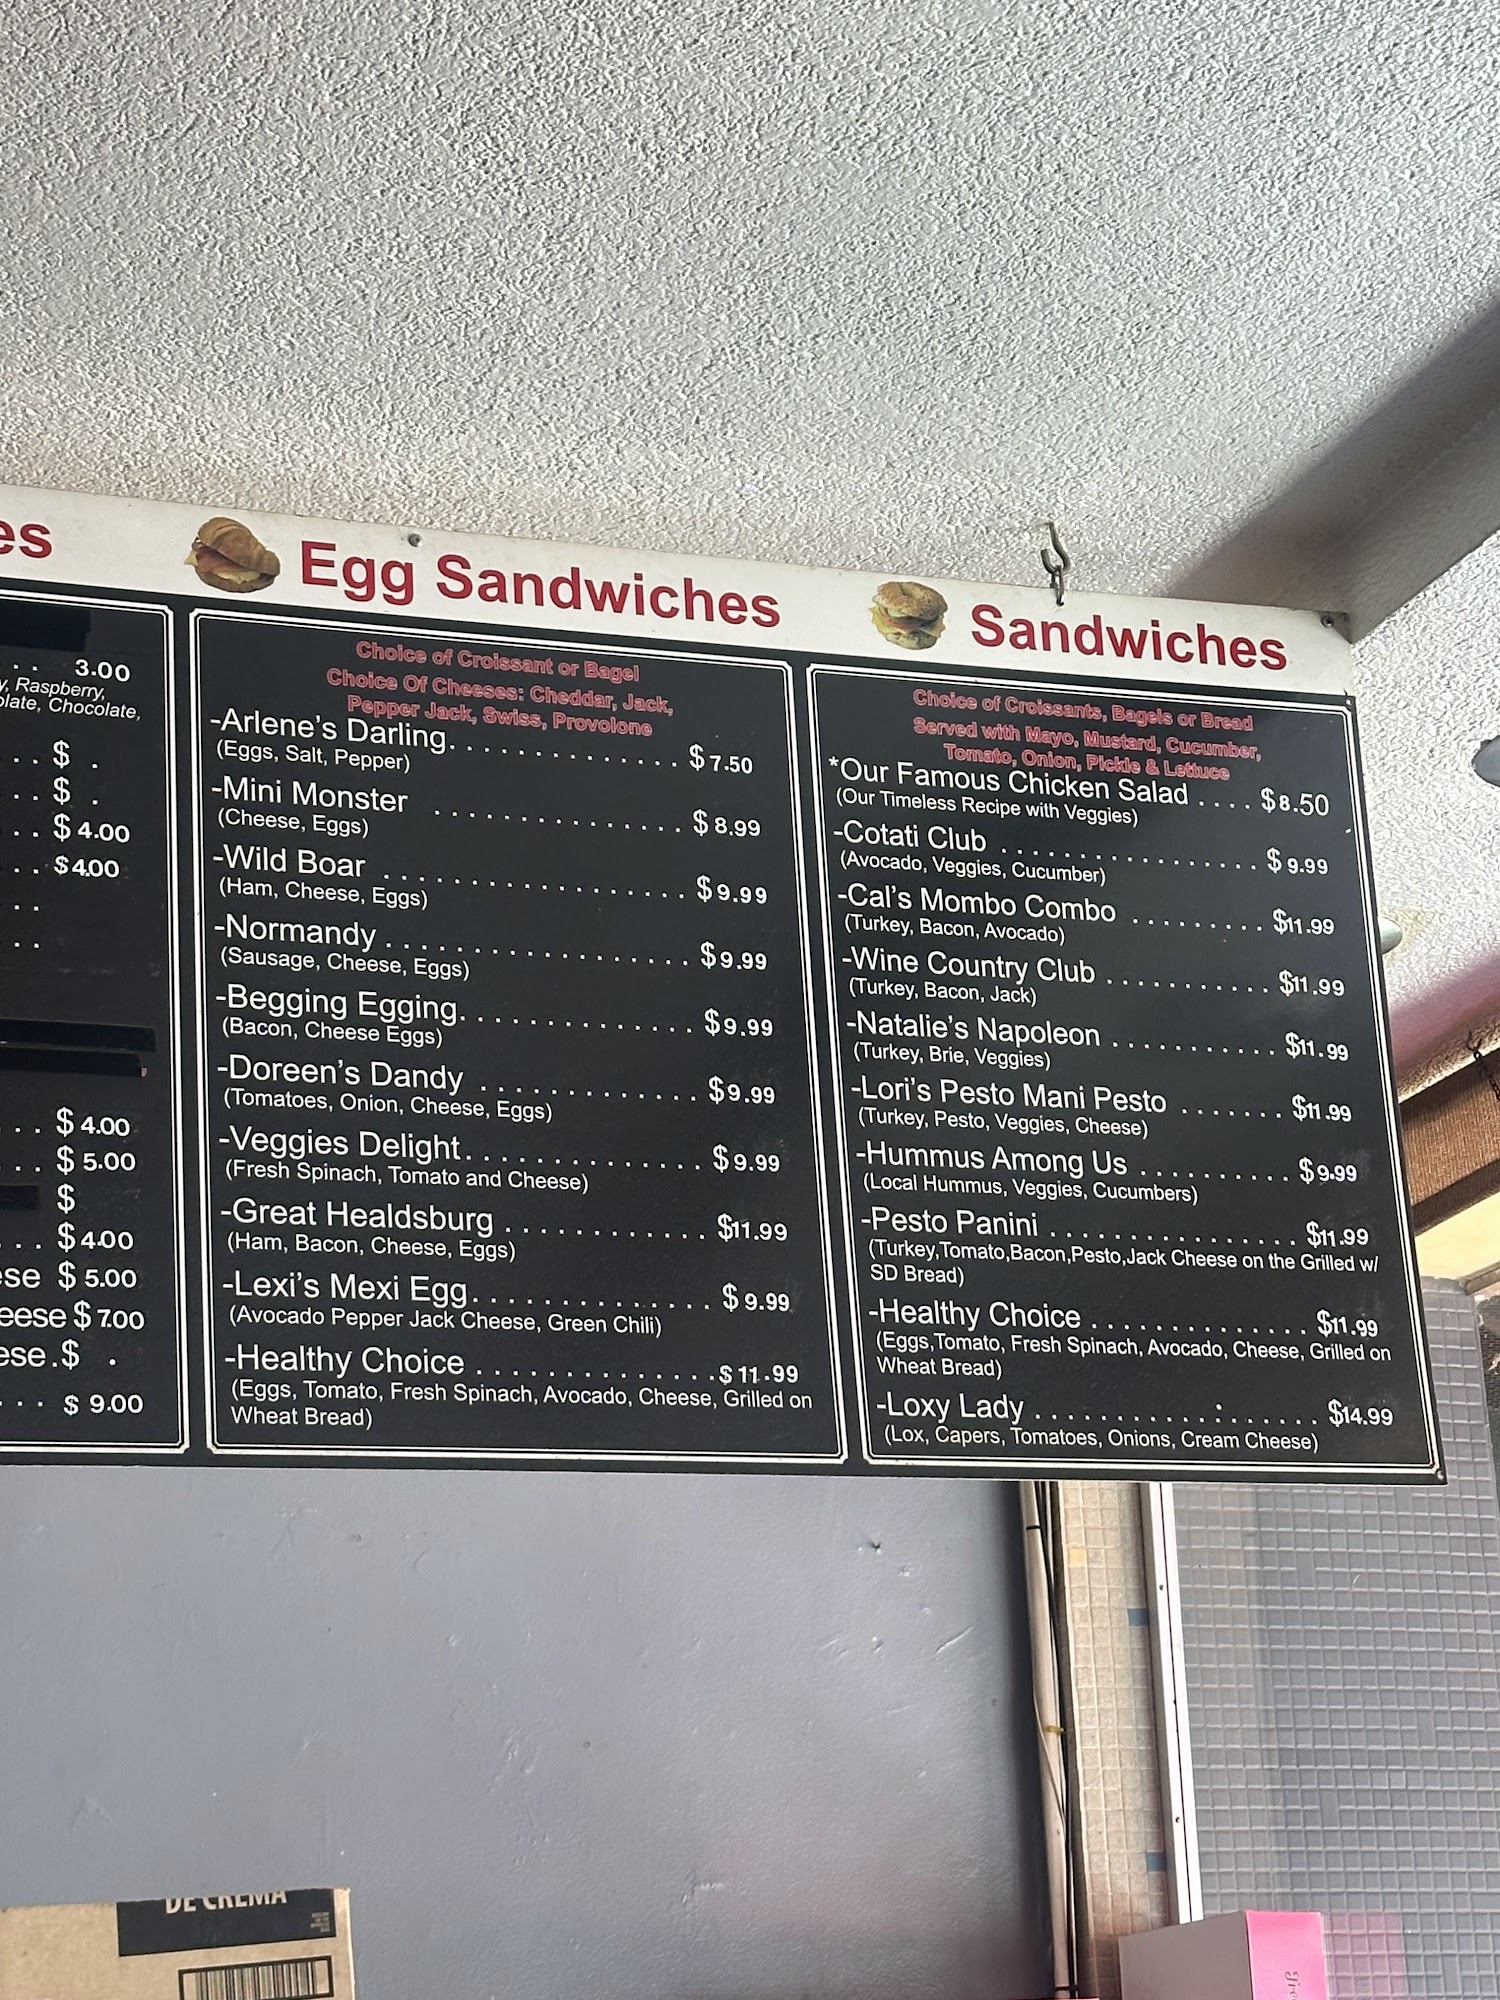 es
3.00
y, Raspberry,
olate, Chocolate,
. . $ .
. . $ .
. . $ 4.00
. . . $4.00
. . .
. . .
. . . $ 4.00
. . . $ 5.00
$
. . . $ 4.00
ese $ 5.00
eese $ 7.00
ese.$ .
. . . $ 9.00
Egg Sandwiches
Choice of Croissant or Bagel
Choice Of Cheeses: Cheddar, Jack,
Pepper Jack, Swiss, Provolone
-Arlene's Darling. . . . . . . . . . . . $ 7.50
(Eggs, Salt, Pepper)
-Mini Monster . . . . . . . . . . . . . . . $ 8.99
(Cheese, Eggs)
-Wild Boar . . . . . . . . . . . . . . . . . . $ 9.99
(Ham, Cheese, Eggs)
-Normandy . . . . . . . . . . . . . . . . . . $ 9.99
(Sausage, Cheese, Eggs)
-Begging Egging. . . . . . . . . . . . . . $ 9.99
(Bacon, Cheese Eggs)
-Doreen's Dandy . . . . . . . . . . . . . $ 9.99
(Tomatoes, Onion, Cheese, Eggs)
-Veggies Delight. . . . . . . . . . . . . . $ 9.99
(Fresh Spinach, Tomato and Cheese)
-Great Healdsburg . . . . . . . . . . . . $11.99
(Ham, Bacon, Cheese, Eggs)
-Lexi's Mexi Egg. . . . . . . . . . . . . . $ 9.99
(Avocado Pepper Jack Cheese, Green Chili)
-Healthy Choice . . . . . . . . . . . . . .$ 11.99
(Eggs, Tomato, Fresh Spinach, Avocado, Cheese, Grilled on
Wheat Bread)
Sandwiches
Choice of Croissants, Bagels or Bread
Served with Mayo, Mustard, Cucumber,
Tomato, Onion, Pickle & Lettuce
*Our Famous Chicken Salad . . . . $ 8.50
(Our Timeless Recipe with Veggies)
-Cotati Club . . . . . . . . . . . . . . . . . $ 9.99
(Avocado, Veggies, Cucumber)
-Cal's Mombo Combo . . . . . . . . . $11.99
(Turkey, Bacon, Avocado)
-Wine Country Club . . . . . . . . . . . $11.99
(Turkey, Bacon, Jack)
-Natalie's Napoleon . . . . . . . . . . . $11.99
(Turkey, Brie, Veggies)
-Lori's Pesto Mani Pesto . . . . . . . $11.99
(Turkey, Pesto, Veggies, Cheese)
-Hummus Among Us . . . . . . . . . . $ 9.99
(Local Hummus, Veggies, Cucumbers)
-Pesto Panini . . . . . . . . . . . . . . . . $11.99
(Turkey,Tomato,Bacon,Pesto,Jack Cheese on the Grilled w/
SD Bread)
-Healthy Choice . . . . . . . . . . . . . . $11.99
(Eggs,Tomato, Fresh Spinach, Avocado, Cheese, Grilled on
Wheat Bread)
-Loxy Lady . . . . . . . . . . . . . . . . . . $14.99
(Lox, Capers, Tomatoes, Onions, Cream Cheese)
DE CREMA